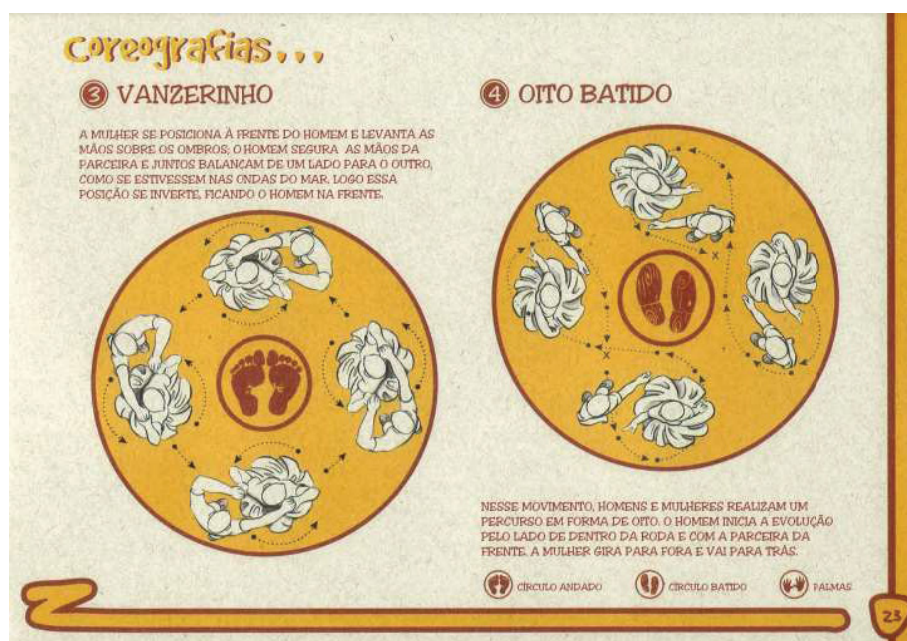 Coreografias...
3 VANZERINHO
A MULHER SE POSICIONA À FRENTE DO HOMEM E LEVANTA AS
MÃOS SOBRE OS OMBROS; O HOMEM SEGURA AS MÃOS DA
PARCEIRA E JUNTOS BALANÇAM DE UM LADO PARA O OUTRO,
COMO SE ESTIVESSEM NAS ONDAS DO MAR, LOGO ESSA
POSIÇÃO SE INVERTE, FICANDO O HOMEM NA FRENTE.
4 OITO BATIDO
X
X
NESSE MOVIMENTO, HOMENS E MULHERES REALIZAM UM
PERCURSO EM FORMA DE OITO. O HOMEM INICIA A EVOLUÇÃO
PELO LADO DE DENTRO DA RODA E COM A PARCEIRA DA
FRENTE. A MULHER GIRA PARA FORA E VAI PARA TRÁS.
CÍRCULO ANDADO CÍRCULO BATIDO PALMAS
23